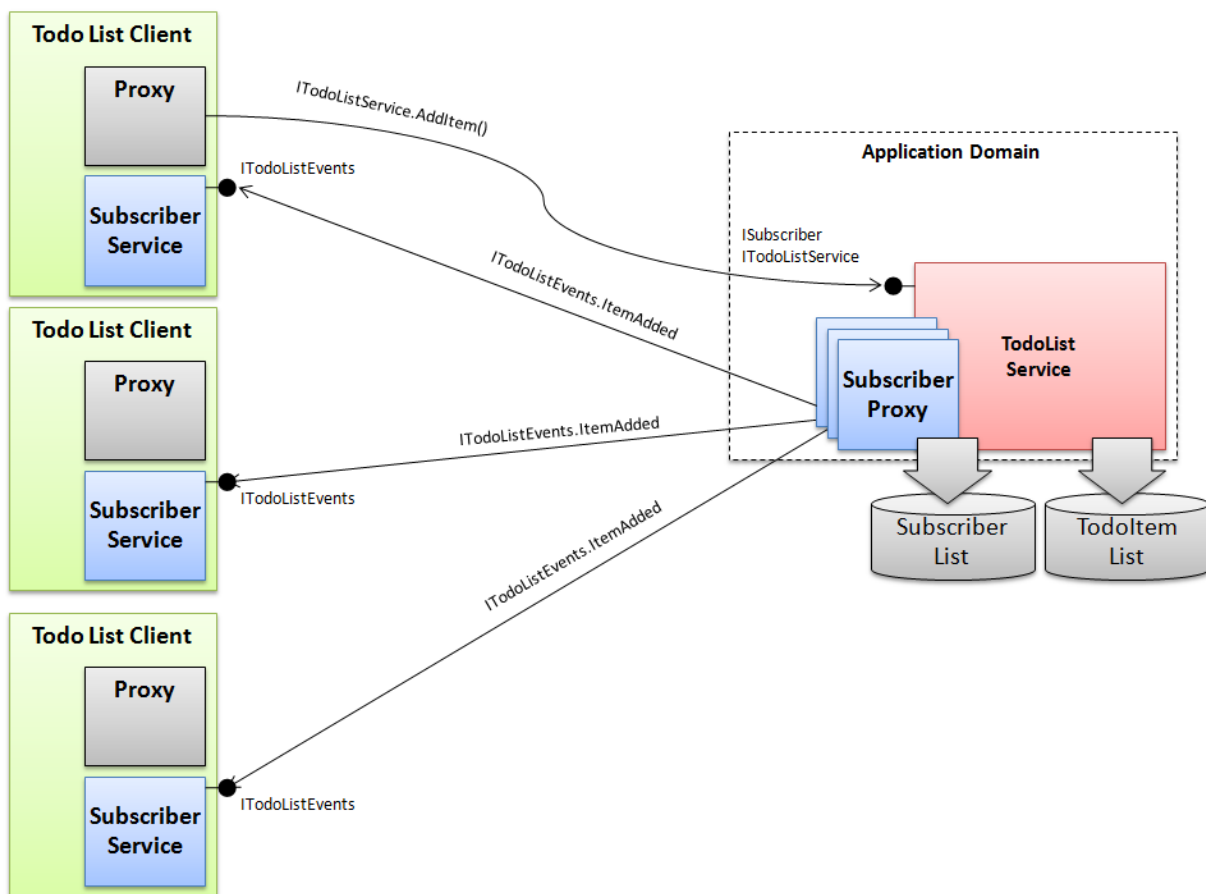 Todo List Client
Proxy
ITodoListService.AddItem()
ITodoListEvents
Subscriber
Service
Application Domain
ISubscriber
ITodoListService
ITodoListEvents.ItemAdded
TodoList
Service
Subscriber
Proxy
Todo List Client
Proxy
ITodoListEvents.ItemAdded
ITodoListEvents
Subscriber
Service
Subscriber
List
TodoItem
List
ITodoListEvents.ItemAdded
Todo List Client
Proxy
Subscriber
Service
ITodoListEvents